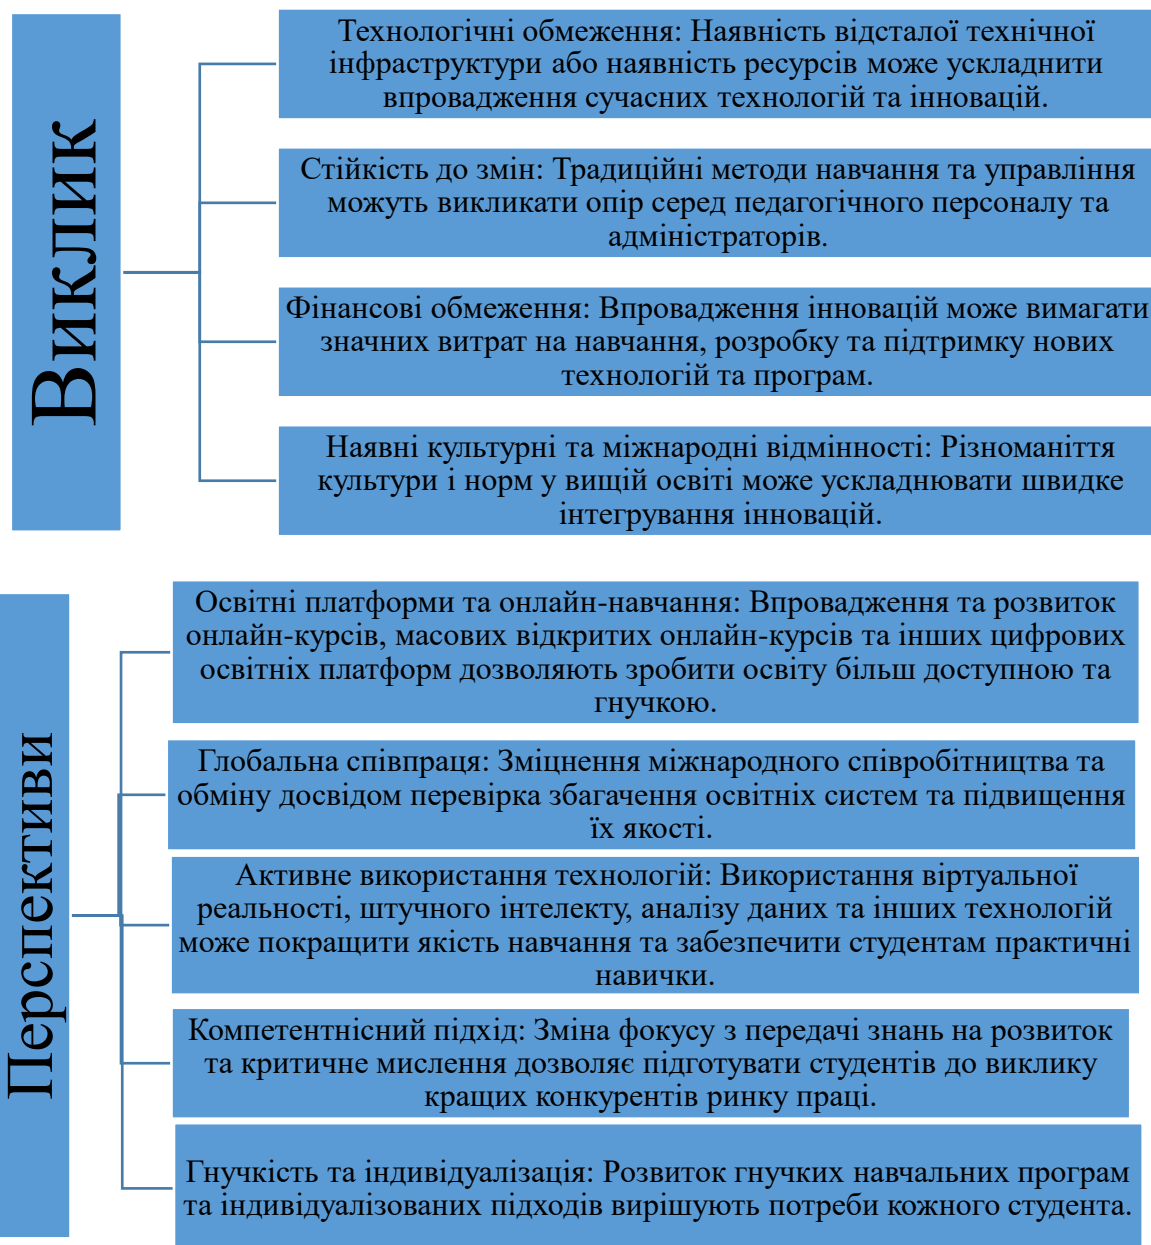 Виклик
Технологічні обмеження: Наявність відсталої технічної
інфраструктури або наявність ресурсів може ускладнити
впровадження сучасних технологій та інновацій.
Стійкість до змін: Традиційні методи навчання та управління
можуть викликати опір серед педагогічного персоналу та
адміністраторів.
Фінансові обмеження: Впровадження інновацій може вимагати
значних витрат на навчання, розробку та підтримку нових
технологій та програм.
Наявні культурні та міжнародні відмінності: Різноманіття
культури і норм у вищій освіті може ускладнювати швидке
інтегрування інновацій.
Перспективи
Освітні платформи та онлайн-навчання: Впровадження та розвиток
онлайн-курсів, масових відкритих онлайн-курсів та інших цифрових
освітніх платформ дозволяють зробити освіту більш доступною та
гнучкою.
Глобальна співпраця: Зміцнення міжнародного співробітництва та
обміну досвідом перевірка збагачення освітніх систем та підвищення
їх якості.
Активне використання технологій: Використання віртуальної
реальності, штучного інтелекту, аналізу даних та інших технологій
може покращити якість навчання та забезпечити студентам практичні
навички.
Компетентнісний підхід: Зміна фокусу з передачі знань на розвиток
та критичне мислення дозволяє підготувати студентів до виклику
кращих конкурентів ринку праці.
Гнучкість та індивідуалізація: Розвиток гнучких навчальних програм
та індивідуалізованих підходів вирішують потреби кожного студента.